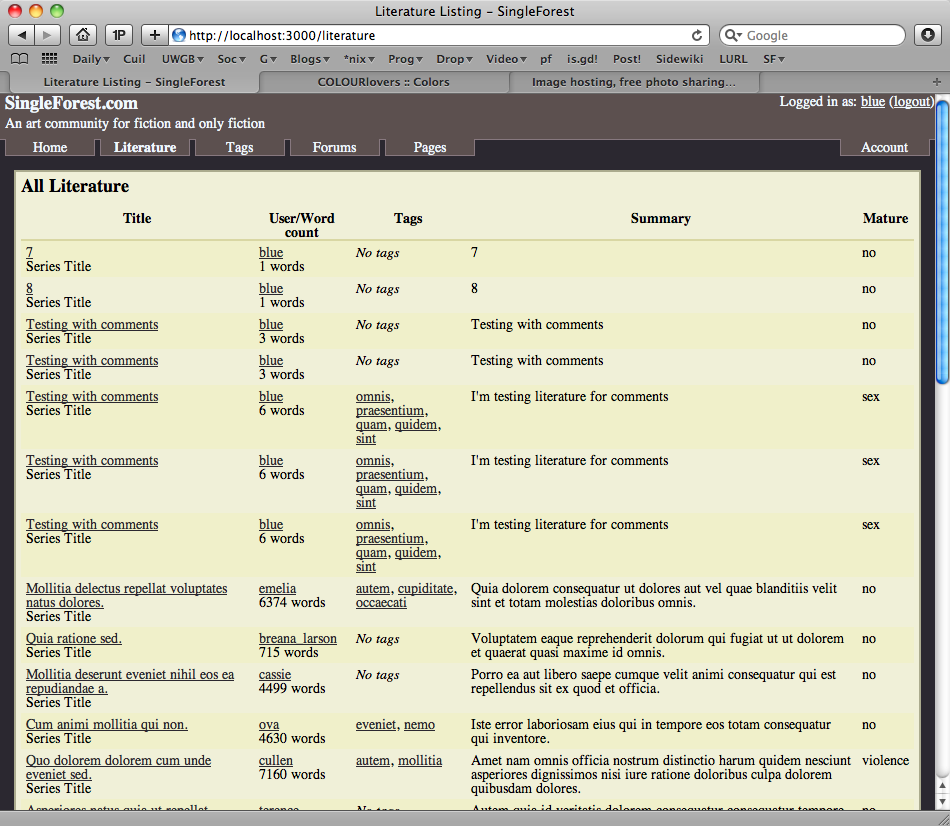 Literature Listing – SingleForest
1P
http://localhost:3000/literature
Google
Daily Cuil UWGB Soc G Blogs *nix Prog Drop Video pf is.gd! Post! Sidewiki LURL SF
Literature Listing – SingleForest COLOURlovers :: Colors Image hosting, free photo sharing...
SingleForest.com
Logged in as: blue (logout)
An art community for fiction and only fiction
Home Literature Tags Forums Pages Account
All Literature
Title User/Word count Tags Summary Mature
7 blue No tags 7 no
Series Title 1 words
8 blue No tags 8 no
Series Title 1 words
Testing with comments blue No tags Testing with comments no
Series Title 3 words
Testing with comments blue No tags Testing with comments no
Series Title 3 words
Testing with comments blue omnis, I'm testing literature for comments sex
Series Title 6 words praesentium,
quam, quidem,
sint
Testing with comments blue omnis, I'm testing literature for comments sex
Series Title 6 words praesentium,
quam, quidem,
sint
Testing with comments blue omnis, I'm testing literature for comments sex
Series Title 6 words praesentium,
quam, quidem,
sint
Mollitia delectus repellat voluptates emelia autem, cupiditate, Quia dolorem consequatur ut dolores aut vel quae blanditiis velit no
natus dolores. 6374 words occaecati sint et totam molestias doloribus omnis.
Series Title
Quia ratione sed. breana_larson No tags Voluptatem eaque reprehenderit dolorum qui fugiat ut ut dolorem no
Series Title 715 words et quaerat quasi maxime id omnis.
Mollitia deserunt eveniet nihil eos ea cassie No tags Porro ea aut libero saepe cumque velit animi consequatur qui est no
repudiandae a. 4499 words repellendus sit ex quod et officia.
Series Title
Cum animi mollitia qui non. ova eveniet, nemo Iste error laboriosam eius qui in tempore eos totam consequatur no
Series Title 4630 words qui inventore.
Quo dolorem dolorem cum unde cullen autem, mollitia Amet nam omnis officia nostrum distinctio harum quidem nesciunt violence
eveniet sed. 7160 words asperiores dignissimos nisi iure ratione doloribus culpa dolorem
Series Title quibusdam dolores.
Asperiores natus quia ut repellat terence No tags Autem quia id veritatis dolorem consequatur consequatur tempore no